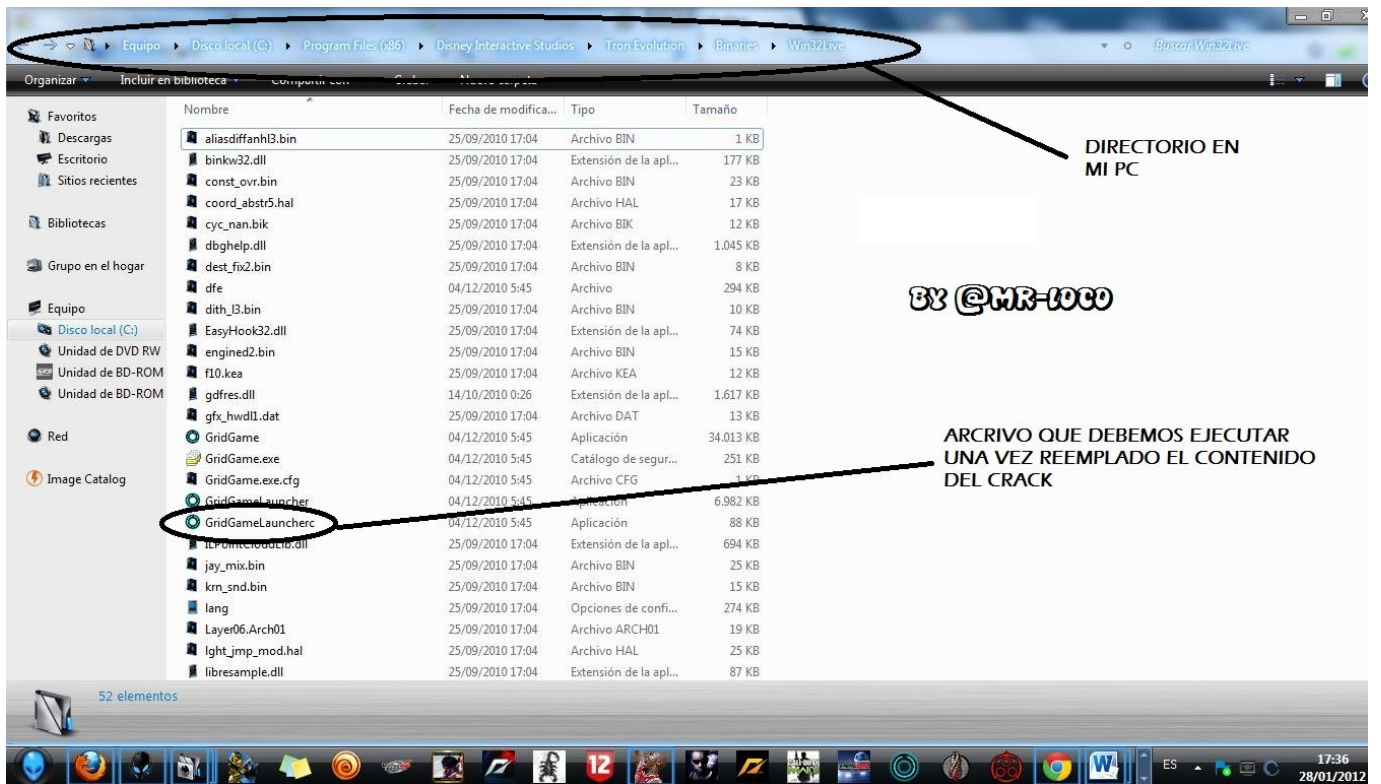 Equipo Disco local (C:) Program Files (x86) Disney Interactive Studios Tron Evolution Binaries Win32Live Buscar Win32Live
Organizar Incluir en biblioteca
Favoritos
Descargas
Escritorio
Sitios recientes
Bibliotecas
Grupo en el hogar
Equipo
Disco local (C:)
Unidad de DVD RW
Unidad de BD-ROM
Unidad de BD-ROM
Red
Image Catalog
Nombre Fecha de modifica... Tipo Tamaño
aliasdiffanhl3.bin 25/09/2010 17:04 Archivo BIN 1 KB
binkw32.dll 25/09/2010 17:04 Extensión de la apl... 177 KB
const_ovr.bin 25/09/2010 17:04 Archivo BIN 23 KB
coord_abstr5.hal 25/09/2010 17:04 Archivo HAL 17 KB
cyc_nan.bik 25/09/2010 17:04 Archivo BIK 12 KB
dbghelp.dll 25/09/2010 17:04 Extensión de la apl... 1.045 KB
dest_fix2.bin 25/09/2010 17:04 Archivo BIN 8 KB
dfe 04/12/2010 5:45 Archivo 294 KB
dith_l3.bin 25/09/2010 17:04 Archivo BIN 10 KB
EasyHook32.dll 25/09/2010 17:04 Extensión de la apl... 74 KB
engined2.bin 25/09/2010 17:04 Archivo BIN 15 KB
f10.kea 25/09/2010 17:04 Archivo KEA 12 KB
gdfres.dll 14/10/2010 0:26 Extensión de la apl... 1.617 KB
gfx_hwdl1.dat 25/09/2010 17:04 Archivo DAT 13 KB
GridGame 04/12/2010 5:45 Aplicación 34.013 KB
GridGame.exe 04/12/2010 5:45 Catálogo de segur... 251 KB
GridGame.exe.cfg 04/12/2010 5:45 Archivo CFG 1 KB
GridGameLauncher 04/12/2010 5:45 Aplicación 6.982 KB
GridGameLauncherc 04/12/2010 5:45 Aplicación 88 KB
ILPointCloudLib.dll 25/09/2010 17:04 Extensión de la apl... 694 KB
jay_mix.bin 25/09/2010 17:04 Archivo BIN 25 KB
krn_snd.bin 25/09/2010 17:04 Archivo BIN 15 KB
lang 25/09/2010 17:04 Opciones de confi... 274 KB
Layer06.Arch01 25/09/2010 17:04 Archivo ARCH01 19 KB
lght_jmp_mod.hal 25/09/2010 17:04 Archivo HAL 25 KB
libresample.dll 25/09/2010 17:04 Extensión de la apl... 87 KB
DIRECTORIO EN
MI PC
BY @MR-LOCO
ARCRIVO QUE DEBEMOS EJECUTAR
UNA VEZ REEMPLADO EL CONTENIDO
DEL CRACK
52 elementos
12
ES
17:36
28/01/2012